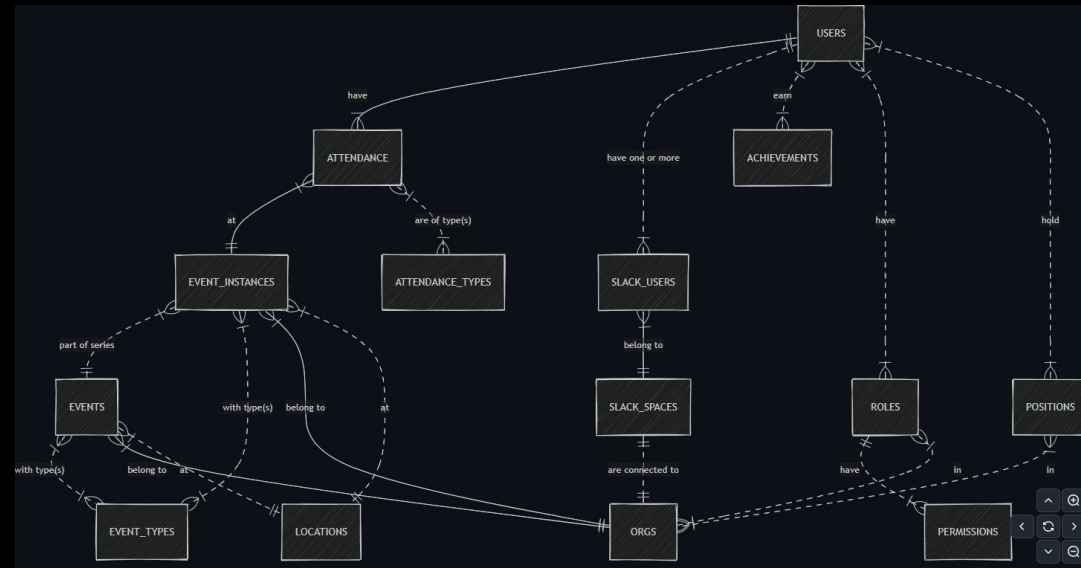 USERS
have
earn
ATTENDANCE
have one or more
ACHIEVEMENTS
at
are of type(s)
have
hold
EVENT_INSTANCES
ATTENDANCE_TYPES
SLACK_USERS
part of series
belong to
EVENTS
with type(s)
belong to
at
SLACK_SPACES
ROLES
POSITIONS
with type(s)
belong to
at
are connected to
have
in
in
EVENT_TYPES
LOCATIONS
ORGS
PERMISSIONS